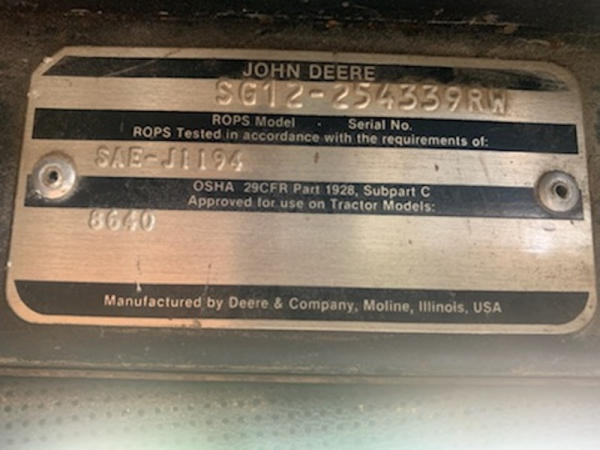 JOHN DEERE
SG12-254339RW
ROPS Model - Serial No.
ROPS Tested in accordance with the requirements of:
SAE-J1194
OSHA 29CFR Part 1928, Subpart C
Approved for use on Tractor Models:
8640
Manufactured by Deere & Company, Moline, Illinois, USA